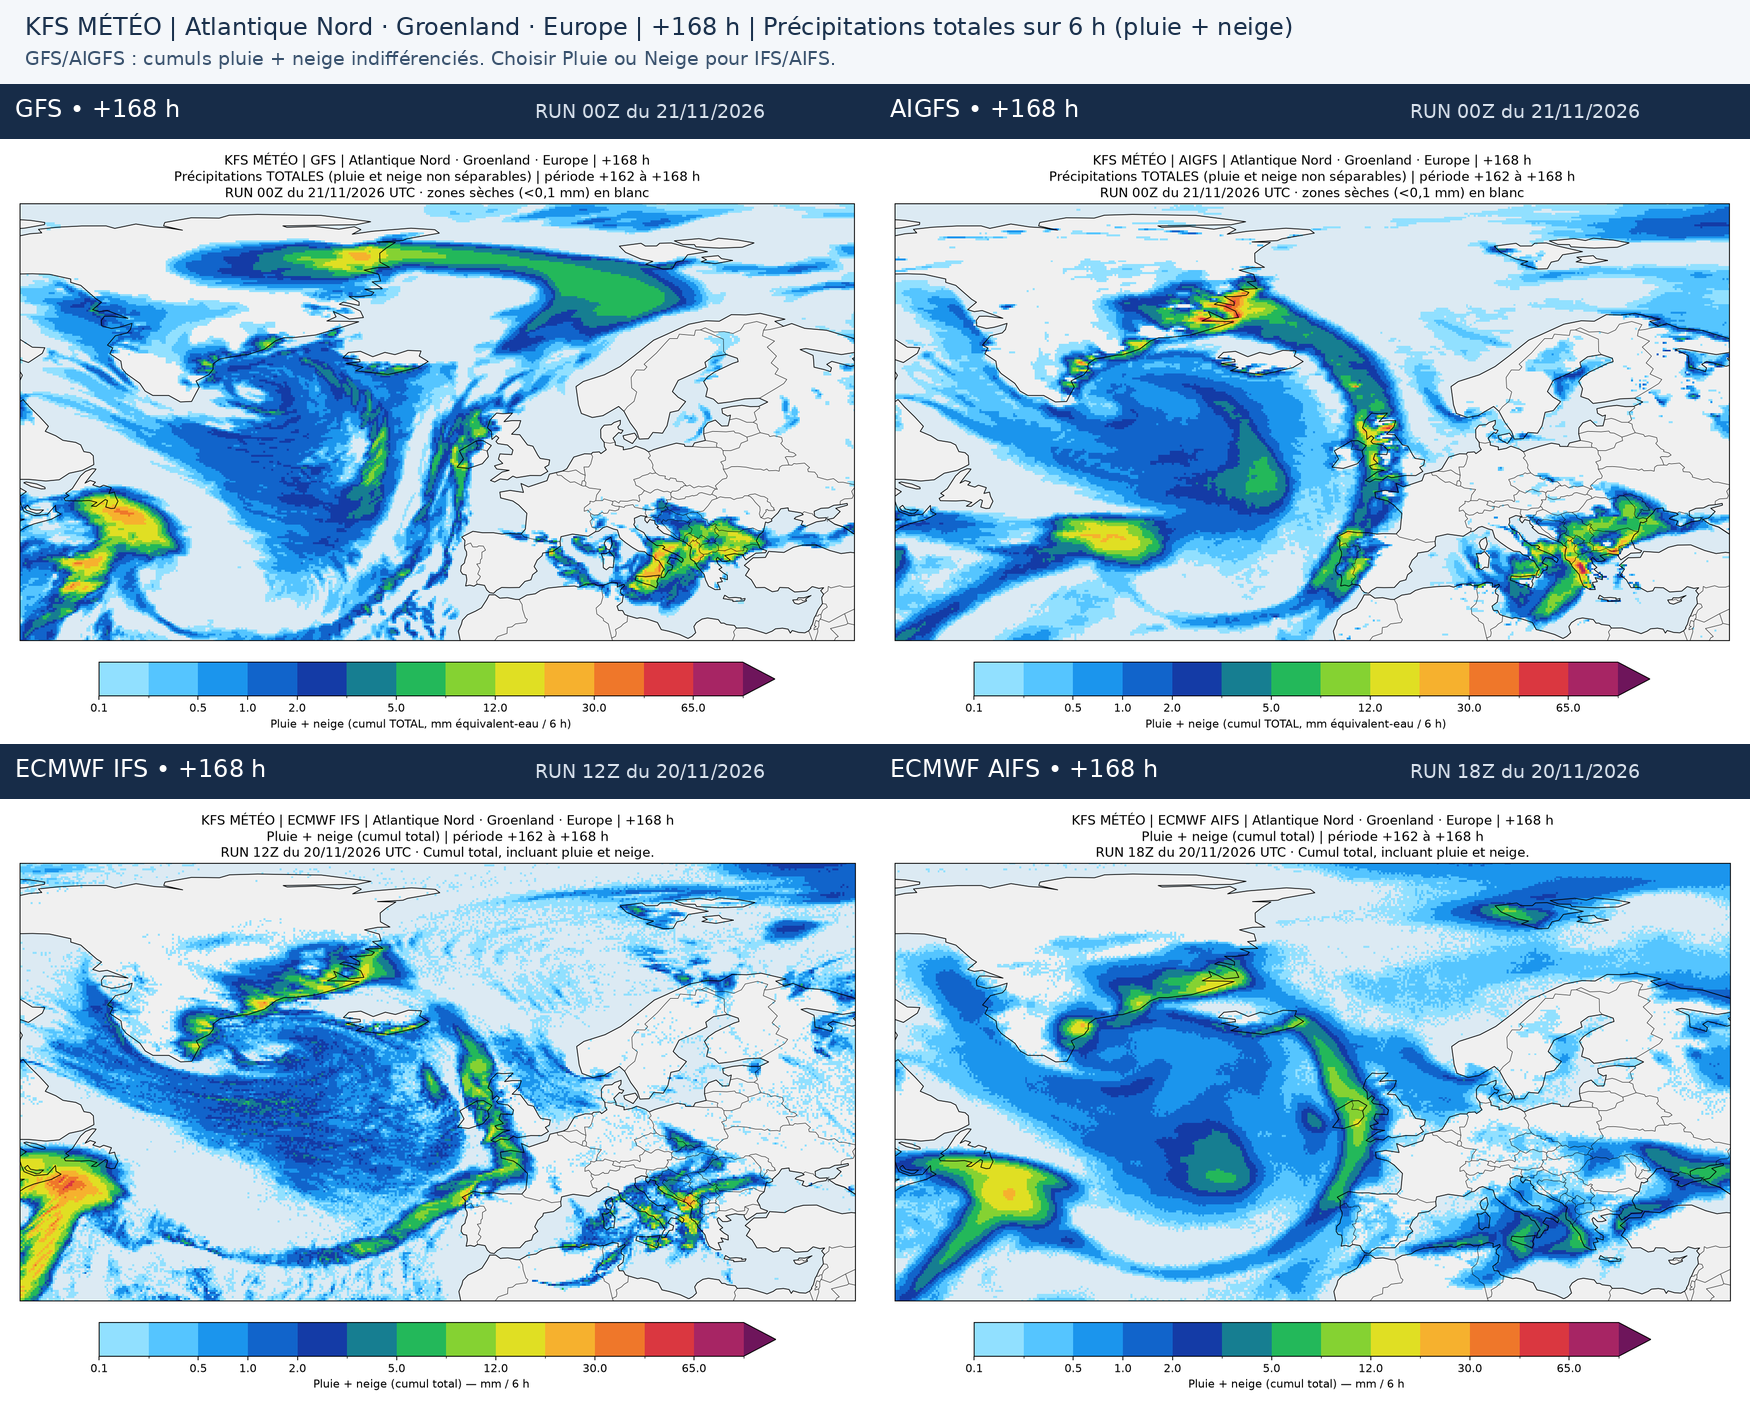 KFS MÉTÉO | Atlantique Nord · Groenland · Europe | +168 h | Précipitations totales sur 6 h (pluie + neige)
GFS/AIGFS : cumuls pluie + neige indifférenciés. Choisir Pluie ou Neige pour IFS/AIFS.
GFS • +168 h RUN 00Z du 21/11/2026
KFS MÉTÉO | GFS | Atlantique Nord · Groenland · Europe | +168 h
Précipitations TOTALES (pluie et neige non séparables) | période +162 à +168 h
RUN 00Z du 21/11/2026 UTC · zones sèches (<0,1 mm) en blanc
0.1 0.5 1.0 2.0 5.0 12.0 30.0 65.0
Pluie + neige (cumul TOTAL, mm équivalent-eau / 6 h)
AIGFS • +168 h RUN 00Z du 21/11/2026
KFS MÉTÉO | AIGFS | Atlantique Nord · Groenland · Europe | +168 h
Précipitations TOTALES (pluie et neige non séparables) | période +162 à +168 h
RUN 00Z du 21/11/2026 UTC · zones sèches (<0,1 mm) en blanc
0.1 0.5 1.0 2.0 5.0 12.0 30.0 65.0
Pluie + neige (cumul TOTAL, mm équivalent-eau / 6 h)
ECMWF IFS • +168 h RUN 12Z du 20/11/2026
KFS MÉTÉO | ECMWF IFS | Atlantique Nord · Groenland · Europe | +168 h
Pluie + neige (cumul total) | période +162 à +168 h
RUN 12Z du 20/11/2026 UTC · Cumul total, incluant pluie et neige.
0.1 0.5 1.0 2.0 5.0 12.0 30.0 65.0
Pluie + neige (cumul total) — mm / 6 h
ECMWF AIFS • +168 h RUN 18Z du 20/11/2026
KFS MÉTÉO | ECMWF AIFS | Atlantique Nord · Groenland · Europe | +168 h
Pluie + neige (cumul total) | période +162 à +168 h
RUN 18Z du 20/11/2026 UTC · Cumul total, incluant pluie et neige.
0.1 0.5 1.0 2.0 5.0 12.0 30.0 65.0
Pluie + neige (cumul total) — mm / 6 h